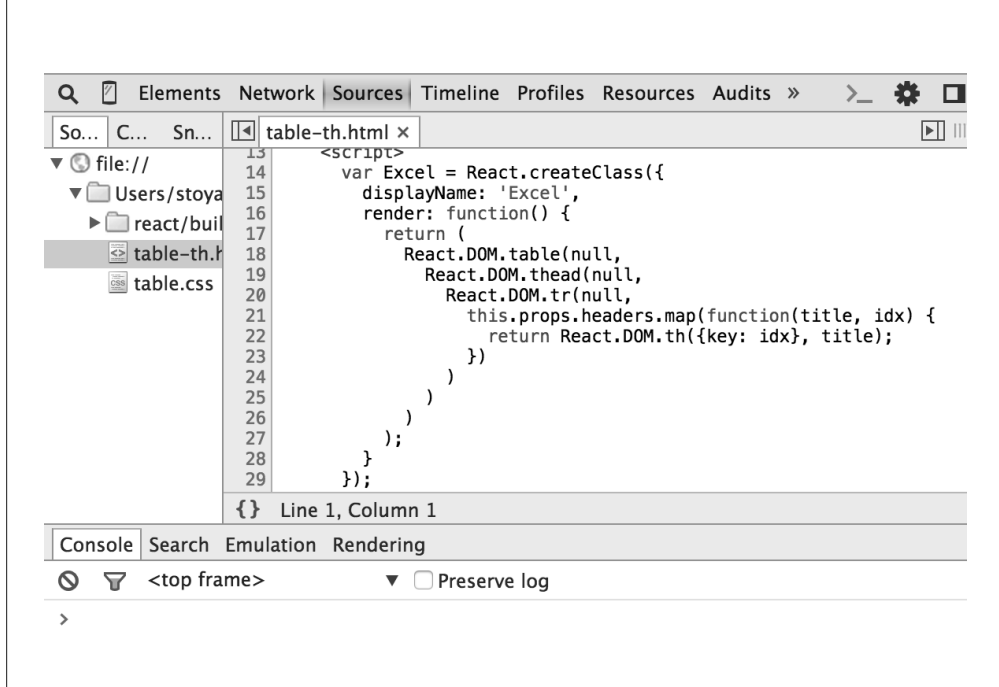 Elements Network Sources Timeline Profiles Resources Audits »
So... C... Sn... table-th.html ×
file://
Users/stoya
react/buil
table-th.h
table.css
13 <script>
14 var Excel = React.createClass({
15 displayName: 'Excel',
16 render: function() {
17 return (
18 React.DOM.table(null,
19 React.DOM.thead(null,
20 React.DOM.tr(null,
21 this.props.headers.map(function(title, idx) {
22 return React.DOM.th({key: idx}, title);
23 })
24 )
25 )
26 )
27 );
28 }
29 });
{} Line 1, Column 1
Console Search Emulation Rendering
<top frame> Preserve log
>